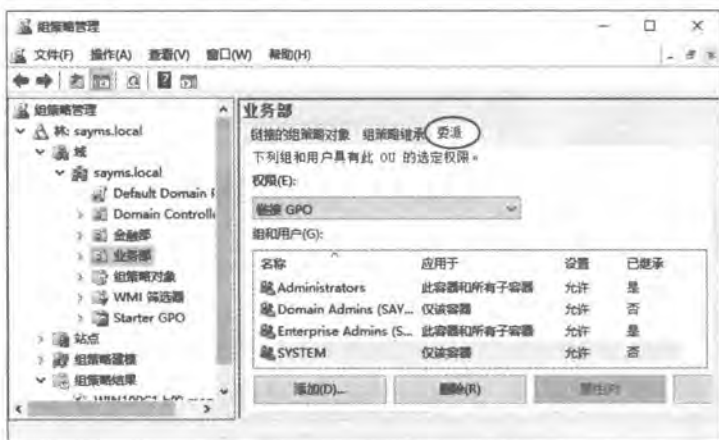 组策略管理
文件(F) 操作(A) 查看(V) 窗口(W) 帮助(H)
组策略管理
林: sayms.local
域
sayms.local
Default Domain P
Domain Controlle
金融部
业务部
组策略对象
WMI 筛选器
Starter GPO
站点
组策略建模
组策略结果
业务部
链接的组策略对象 组策略继承 委派
下列组和用户具有此 OU 的选定权限。
权限(E):
链接 GPO
组和用户(G):
名称 应用于 设置 已继承
Administrators 此容器和所有子容器 允许 是
Domain Admins (SAY... 仅该容器 允许 否
Enterprise Admins (S... 此容器和所有子容器 允许 是
SYSTEM 仅该容器 允许 否
添加(D)... 删除(R) 属性(P)